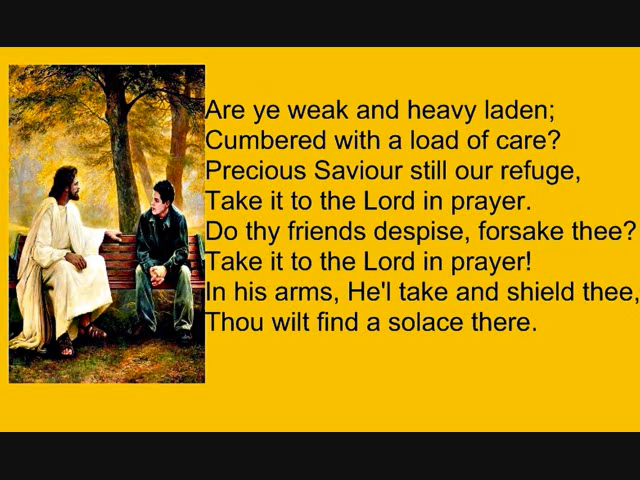 Are ye weak and heavy laden;
Cumbered with a load of care?
Precious Saviour still our refuge,
Take it to the Lord in prayer.
Do thy friends despise, forsake thee?
Take it to the Lord in prayer!
In his arms, He'l take and shield thee,
Thou wilt find a solace there.